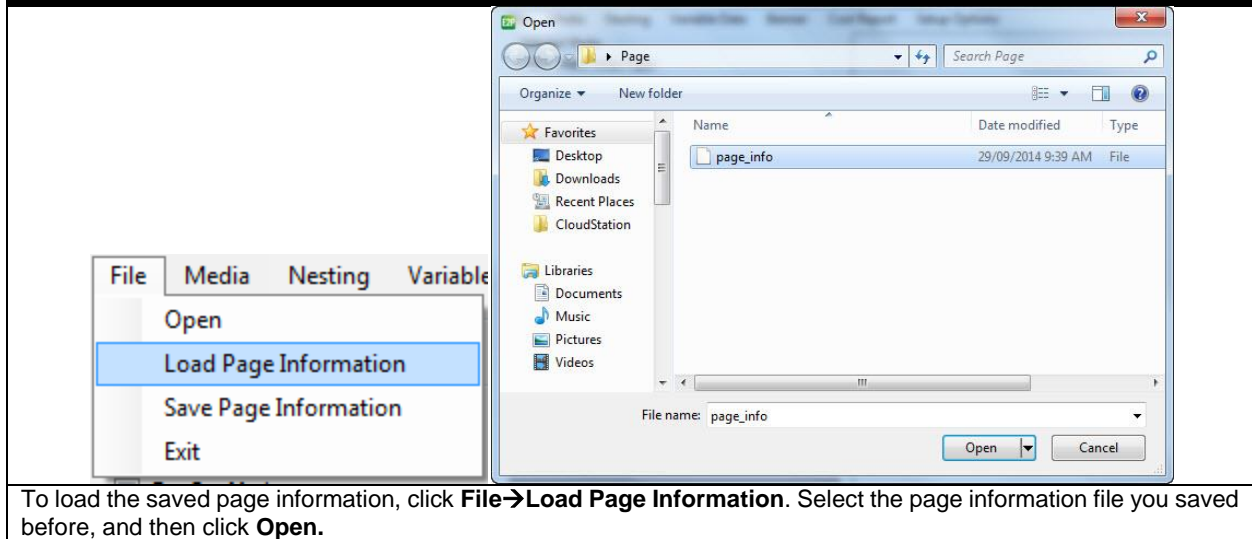 File Media Nesting Variable
Open
Load Page Information
Save Page Information
Exit
Open
Page
Search Page
Organize New folder
Name Date modified Type
Favorites
Desktop
Downloads
Recent Places
CloudStation
Libraries
Documents
Music
Pictures
Videos
page_info 29/09/2014 9:39 AM File
File name: page_info
Open Cancel
To load the saved page information, click File→Load Page Information. Select the page information file you saved
before, and then click Open.